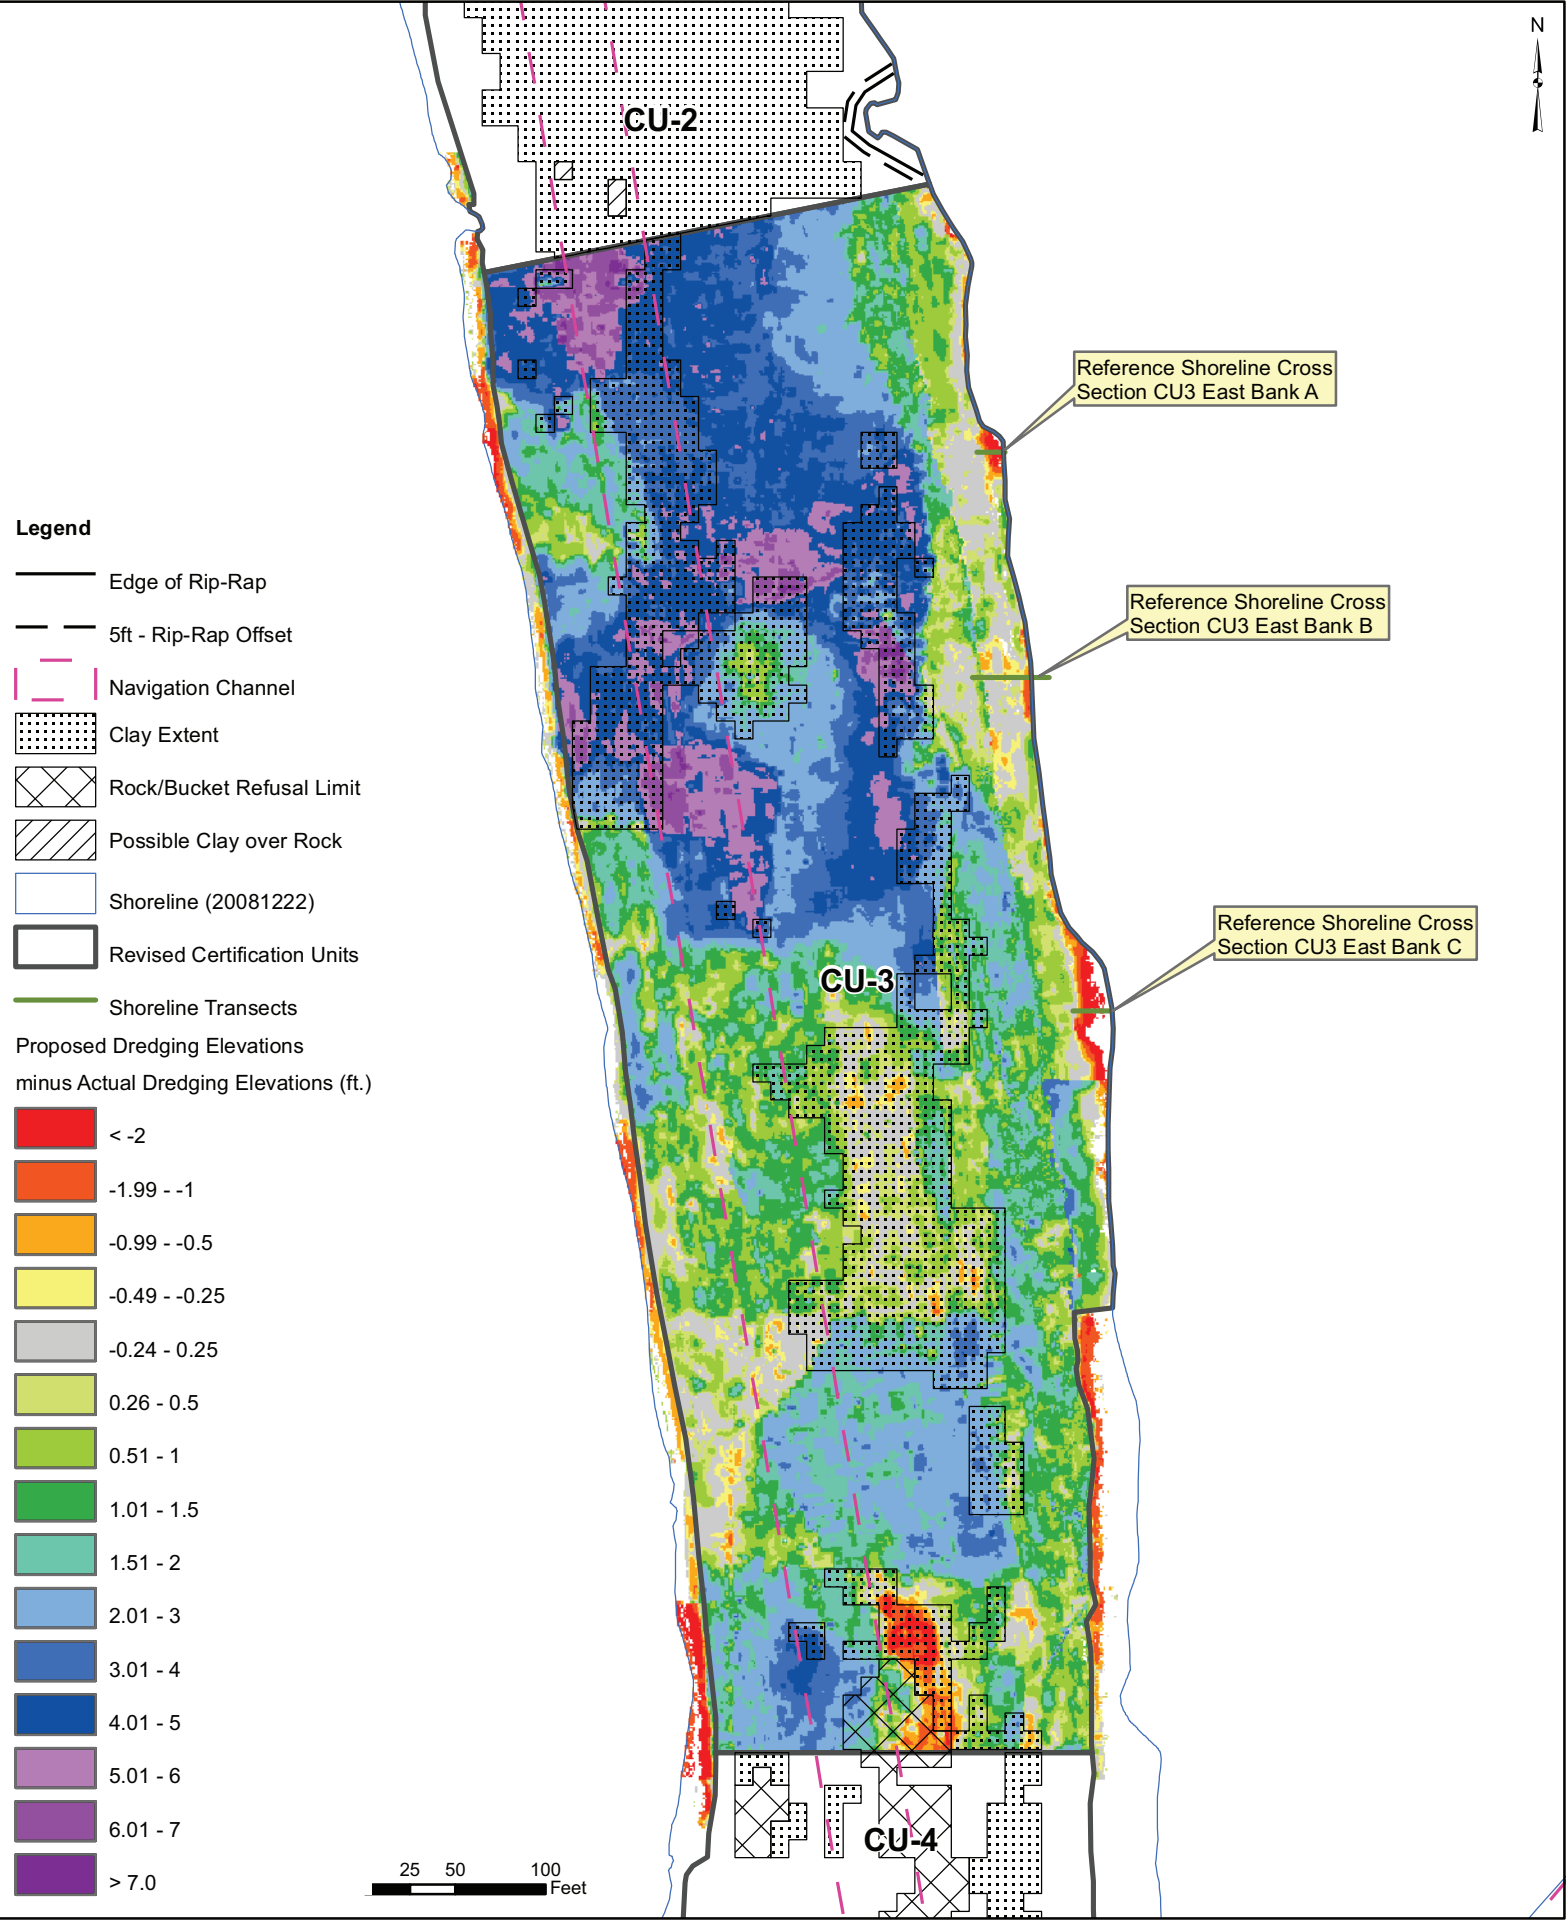 N
CU-2
Reference Shoreline Cross
Section CU3 East Bank A
Reference Shoreline Cross
Section CU3 East Bank B
Reference Shoreline Cross
Section CU3 East Bank C
CU-3
CU-4
Legend
Edge of Rip-Rap
5ft - Rip-Rap Offset
Navigation Channel
Clay Extent
Rock/Bucket Refusal Limit
Possible Clay over Rock
Shoreline (20081222)
Revised Certification Units
Shoreline Transects
Proposed Dredging Elevations
minus Actual Dredging Elevations (ft.)
< -2
-1.99 - -1
-0.99 - -0.5
-0.49 - -0.25
-0.24 - 0.25
0.26 - 0.5
0.51 - 1
1.01 - 1.5
1.51 - 2
2.01 - 3
3.01 - 4
4.01 - 5
5.01 - 6
6.01 - 7
> 7.0
25 50 100
Feet